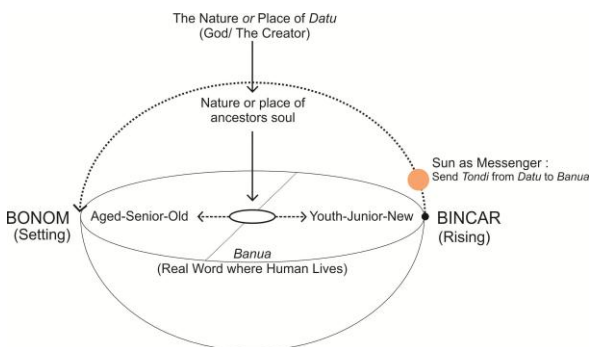 The Nature or Place of Datu
(God/ The Creator)
Nature or place of
ancestors soul
Sun as Messenger :
Send Tondi from Datu to Banua
BONOM
(Setting)
Aged-Senior-Old
Youth-Junior-New
BINCAR
(Rising)
Banua
(Real Word where Human Lives)